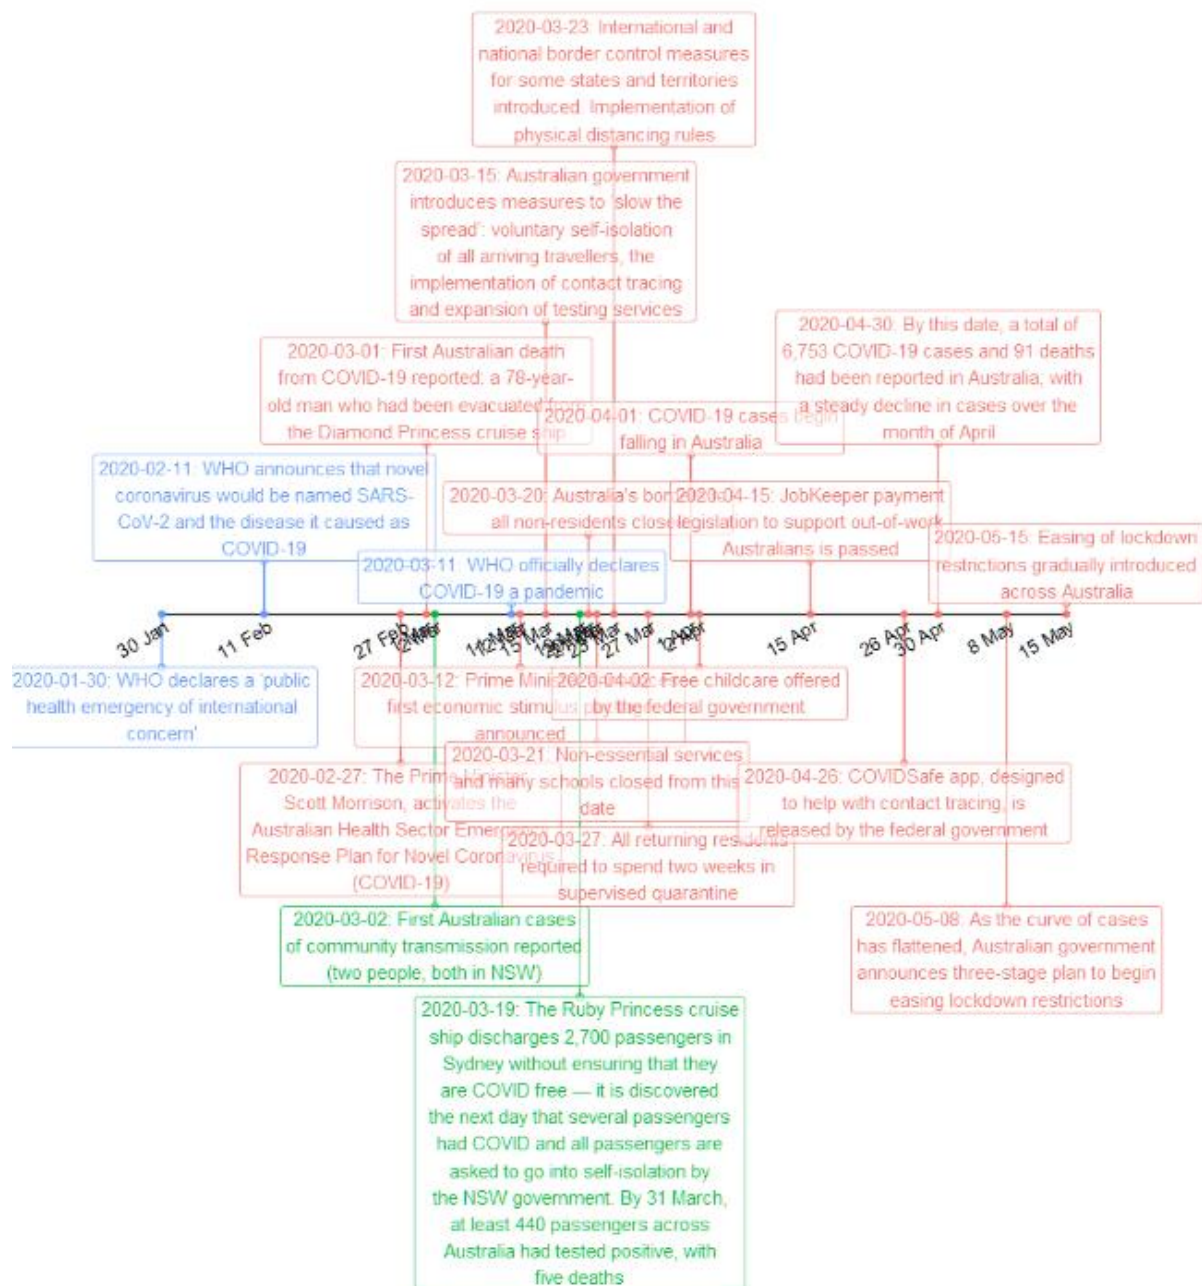 2020-03-23: International and
national border control measures
for some states and territories
introduced. Implementation of
physical distancing rules
2020-03-15: Australian government
introduces measures to 'slow the
spread': voluntary self-isolation
of all arriving travellers, the
implementation of contact tracing
and expansion of testing services
2020-04-30: By this date, a total of
6,753 COVID-19 cases and 91 deaths
had been reported in Australia, with
a steady decline in cases over the
month of April
2020-03-01: First Australian death
from COVID-19 reported: a 78-year-
old man who had been evacuated from
the Diamond Princess cruise ship
2020-04-01: COVID-19 cases begin
falling in Australia
2020-02-11: WHO announces that novel
coronavirus would be named SARS-
CoV-2 and the disease it caused as
COVID-19
2020-03-20: Australia's
all non-residents
2020-04-15: JobKeeper payment
legislation to support out-of-work
Australians is passed
2020-05-15: Easing of lockdown
restrictions gradually introduced
across Australia
2020-03-11: WHO officially declares
COVID-19 a pandemic
30 Jan
11 Feb
27 Feb
15 Mar
27 Mar
2 Apr
15 Apr
26 Apr
30 Apr
8 May
15 May
2020-01-30: WHO declares a 'public
health emergency of international
concern'
2020-03-12: Prime
first economic stimulus
announced
2020-04-02: Free childcare offered
by the federal government
2020-03-21: Non-essential services
and many schools closed from this
date
2020-02-27: The Prime Minister,
Scott Morrison, activates the
Australian Health Sector
Response Plan for Novel Coronavirus
(COVID-19)
2020-04-26: COVIDSafe app, designed
to help with contact tracing, is
released by the federal government
2020-03-27: All returning residents
required to spend two weeks in
supervised quarantine
2020-03-02: First Australian cases
of community transmission reported
(two people, both in NSW)
2020-05-08: As the curve of cases
has flattened, Australian government
announces three-stage plan to begin
easing lockdown restrictions
2020-03-19: The Ruby Princess cruise
ship discharges 2,700 passengers in
Sydney without ensuring that they
are COVID free — it is discovered
the next day that several passengers
had COVID and all passengers are
asked to go into self-isolation by
the NSW government. By 31 March,
at least 440 passengers across
Australia had tested positive, with
five deaths